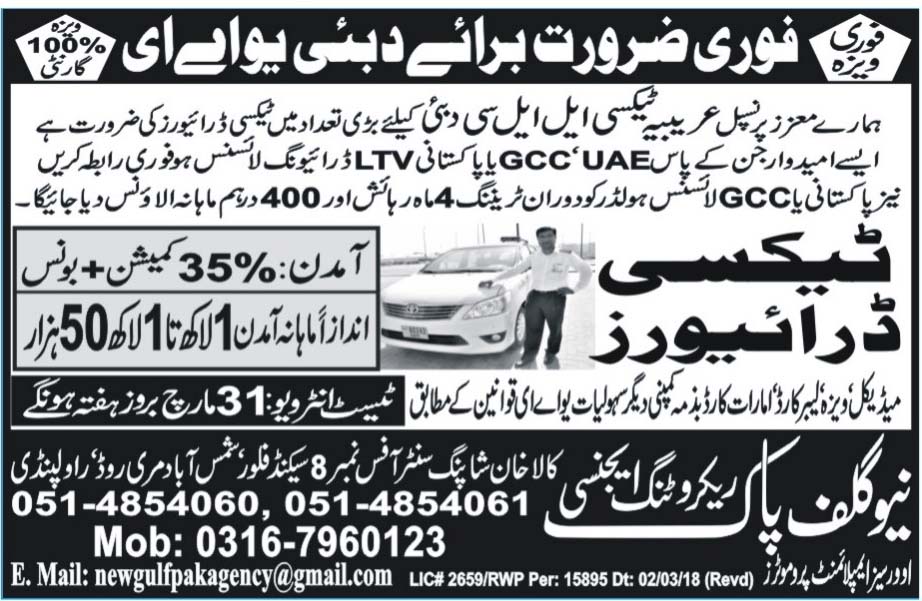 فوری ویزہ
فوری ضرورت برائے دبئی یو اے ای
ویزہ 100% گارنٹی
ہمارے معزز پرنسپل عریبیہ ٹیکسی ایل ایل سی دبئی کیلئے بڑی تعداد میں ٹیکسی ڈرائیورز کی ضرورت ہے
ایسے امیدوار جن کے پاس GCC‘UAE یا پاکستانی LTV ڈرائیونگ لائسنس ہو فوری رابطہ کریں
نیز پاکستانی یا GCC لائسنس ہولڈر کو دوران ٹریننگ 4 ماہ رہائش اور 400 درہم ماہانہ الاؤنس دیا جائیگا۔
ٹیکسی
ڈرائیورز
آمدن: 35% کمیشن + بونس
اندازاً ماہانہ آمدن 1 لاکھ تا 1 لاکھ 50 ہزار
میڈیکل‘ ویزہ‘ لیبر کارڈ‘ امارات کارڈ بذمہ کمپنی دیگر سہولیات یو اے ای قوانین کے مطابق
ٹیسٹ انٹرویو: 31 مارچ بروز ہفتہ ہونگے
نیو گلف پاک ریکروٹنگ ایجنسی
اوورسیز ایمپلائمنٹ پروموٹرز
کالا خان شاپنگ سنٹر آفس نمبر 8 سیکنڈ فلور‘ شمس آباد مری روڈ‘ راولپنڈی
051-4854060, 051-4854061
Mob: 0316-7960123
E. Mail: newgulfpakagency@gmail.com
LIC# 2659/RWP Per: 15895 Dt: 02/03/18 (Revd)